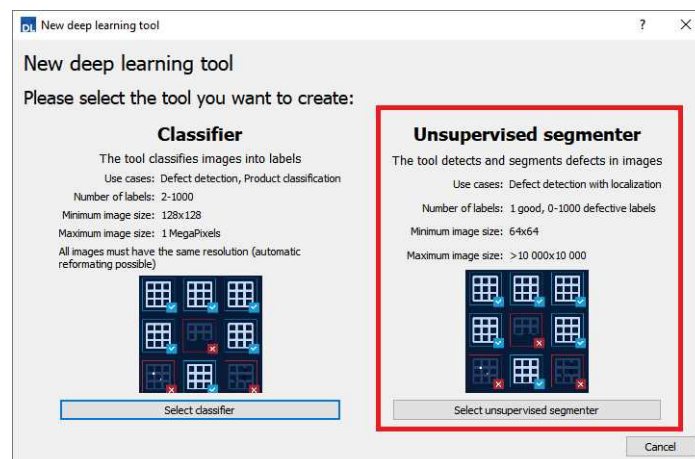 DL New deep learning tool ? X
New deep learning tool
Please select the tool you want to create:
Classifier
The tool classifies images into labels
Use cases: Defect detection, Product classification
Number of labels: 2-1000
Minimum image size: 128x128
Maximum image size: 1 MegaPixels
All images must have the same resolution (automatic
reformating possible)
Select classifier
Unsupervised segmenter
The tool detects and segments defects in images
Use cases: Defect detection with localization
Number of labels: 1 good, 0-1000 defective labels
Minimum image size: 64x64
Maximum image size: >10 000x10 000
Select unsupervised segmenter
Cancel